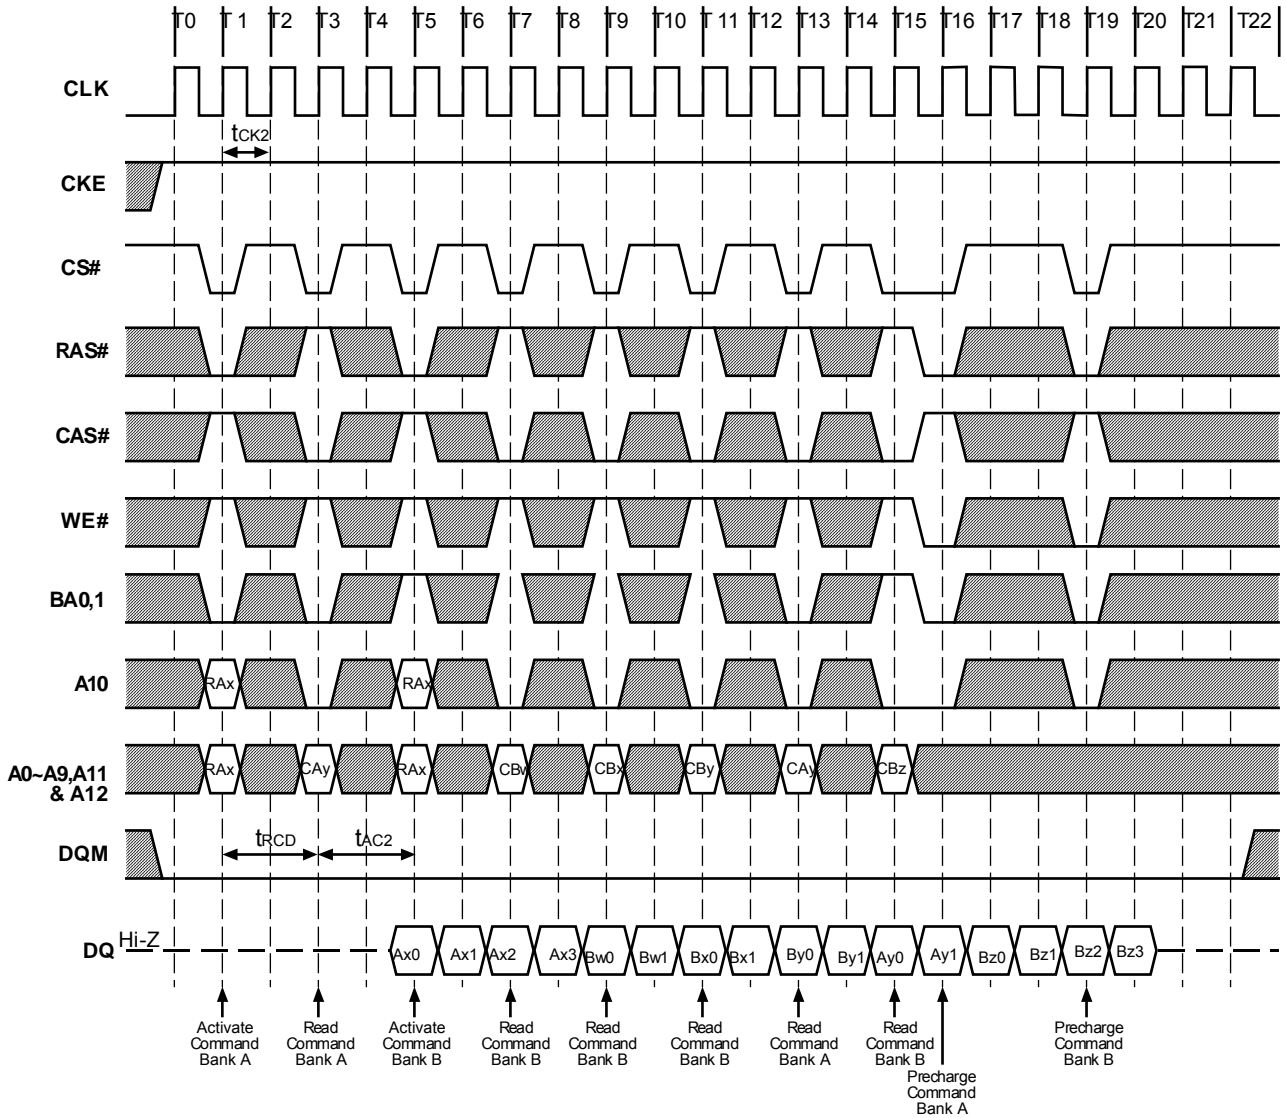 T0 T1 T2 T3 T4 T5 T6 T7 T8 T9 T10 T11 T12 T13 T14 T15 T16 T17 T18 T19 T20 T21 T22
CLK
tCK2
CKE
CS#
RAS#
CAS#
WE#
BA0,1
A10
RAx RAx
A0~A9,A11
& A12
RAx CAy RAx CBw CBx CBy CAy CBz
DQM
tRCD tAC2
DQ
Hi-Z
Ax0 Ax1 Ax2 Ax3 Bw0 Bw1 Bx0 Bx1 By0 By1 Ay0 Ay1 Bz0 Bz1 Bz2 Bz3
Activate
Command
Bank A
Read
Command
Bank A
Activate
Command
Bank B
Read
Command
Bank B
Read
Command
Bank B
Read
Command
Bank B
Read
Command
Bank A
Read
Command
Bank B
Precharge
Command
Bank A
Precharge
Command
Bank B